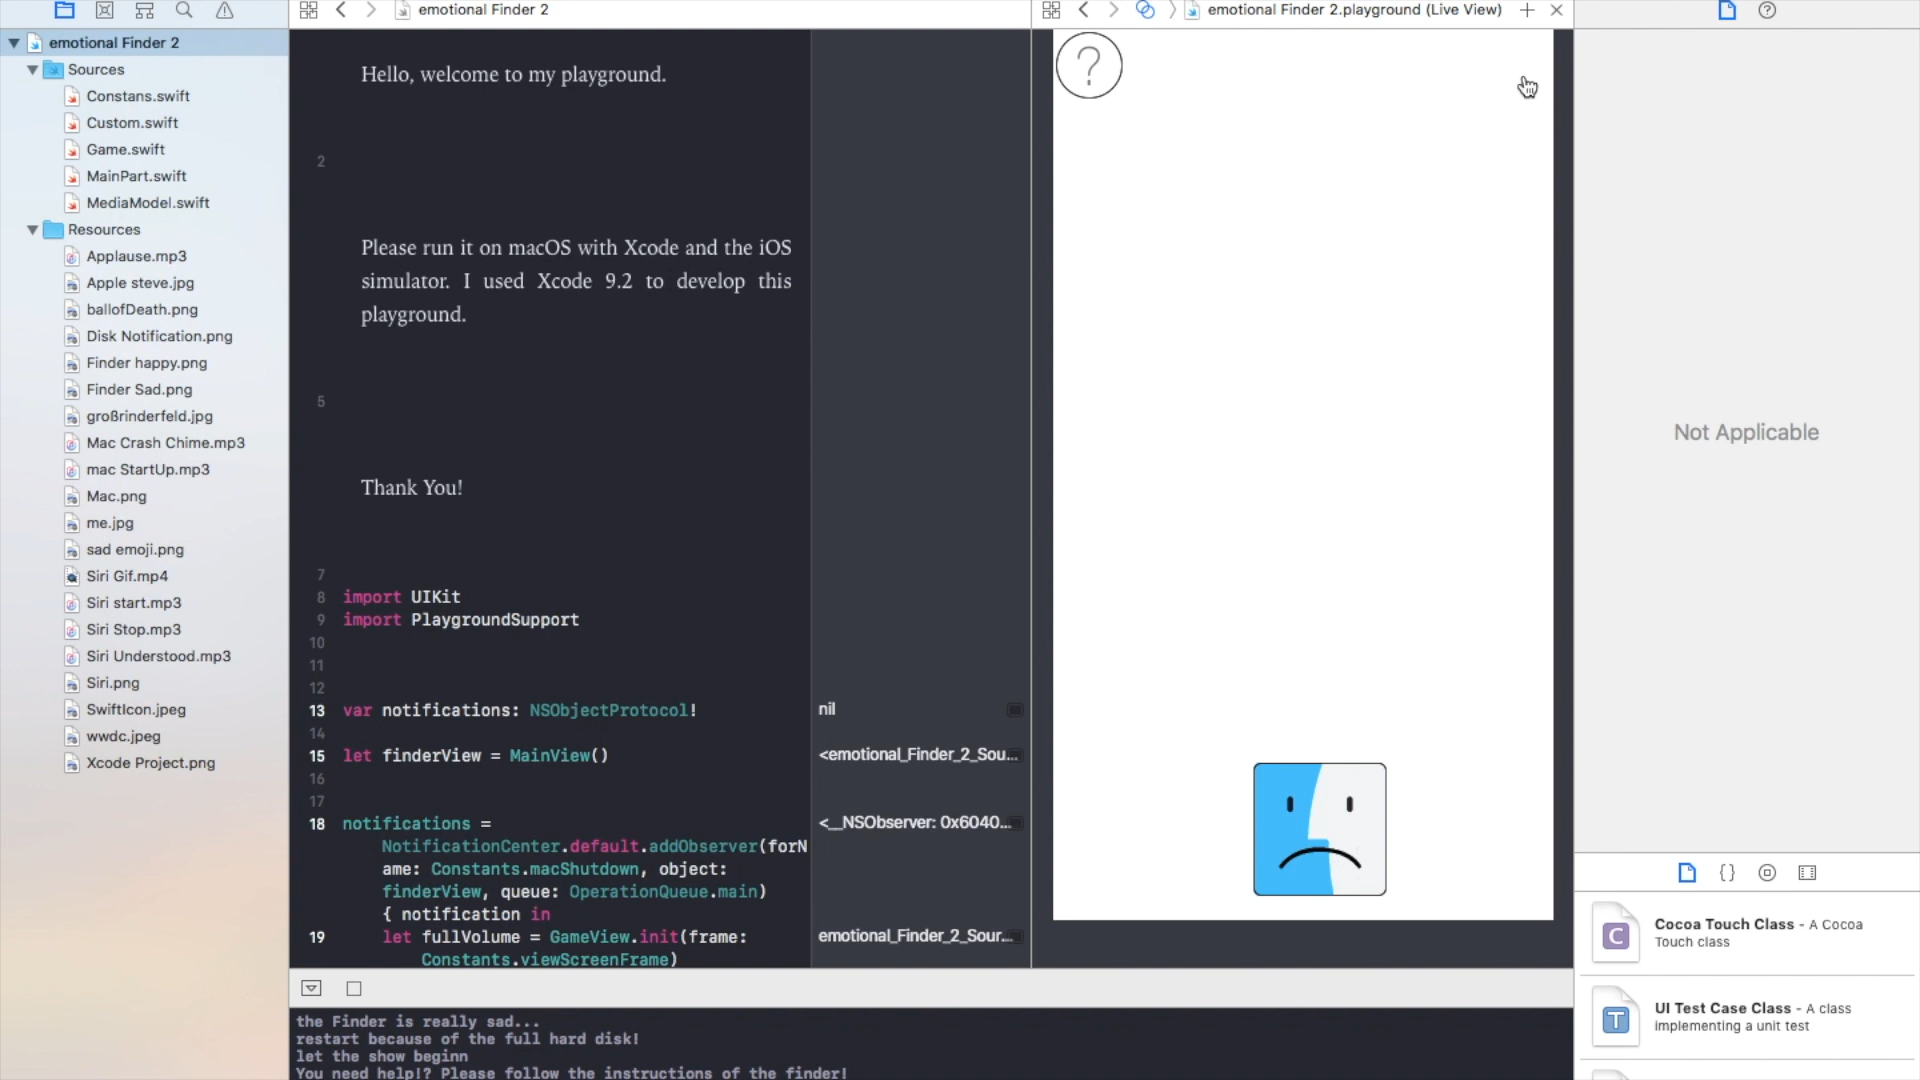 emotional Finder 2
emotional Finder 2.playground (Live View)
emotional Finder 2
Sources
Constans.swift
Custom.swift
Game.swift
MainPart.swift
MediaModel.swift
Resources
Applause.mp3
Apple steve.jpg
ballofDeath.png
Disk Notification.png
Finder happy.png
Finder Sad.png
großrinderfeld.jpg
Mac Crash Chime.mp3
mac StartUp.mp3
Mac.png
me.jpg
sad emoji.png
Siri Gif.mp4
Siri start.mp3
Siri Stop.mp3
Siri Understood.mp3
Siri.png
SwiftIcon.jpeg
wwdc.jpeg
Xcode Project.png
Hello, welcome to my playground.
2
Please run it on macOS with Xcode and the iOS
simulator. I used Xcode 9.2 to develop this
playground.
5
Thank You!
7
8 import UIKit
9 import PlaygroundSupport
10
11
12
13 var notifications: NSObjectProtocol!
14
15 let finderView = MainView()
16
17
18 notifications =
NotificationCenter.default.addObserver(forN
ame: Constants.macShutdown, object:
finderView, queue: OperationQueue.main)
{ notification in
19 let fullVolume = GameView.init(frame:
Constants.viewScreenFrame)
nil
<emotional_Finder_2_Sou...
<__NSObserver: 0x6040...
emotional_Finder_2_Sour...
?
the Finder is really sad...
restart because of the full hard disk!
let the show beginn
You need help!? Please follow the instructions of the finder!
Not Applicable
{}
C
Cocoa Touch Class - A Cocoa
Touch class
T
UI Test Case Class - A class
implementing a unit test